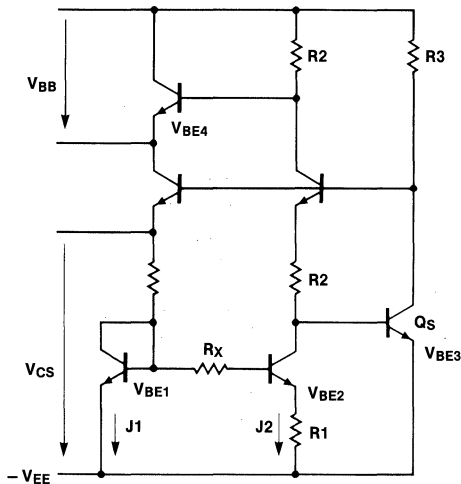 R2
R3
VBB
VBE4
R2
QS
VBE3
RX
VCS
VBE1
VBE2
J1
J2
R1
– VEE